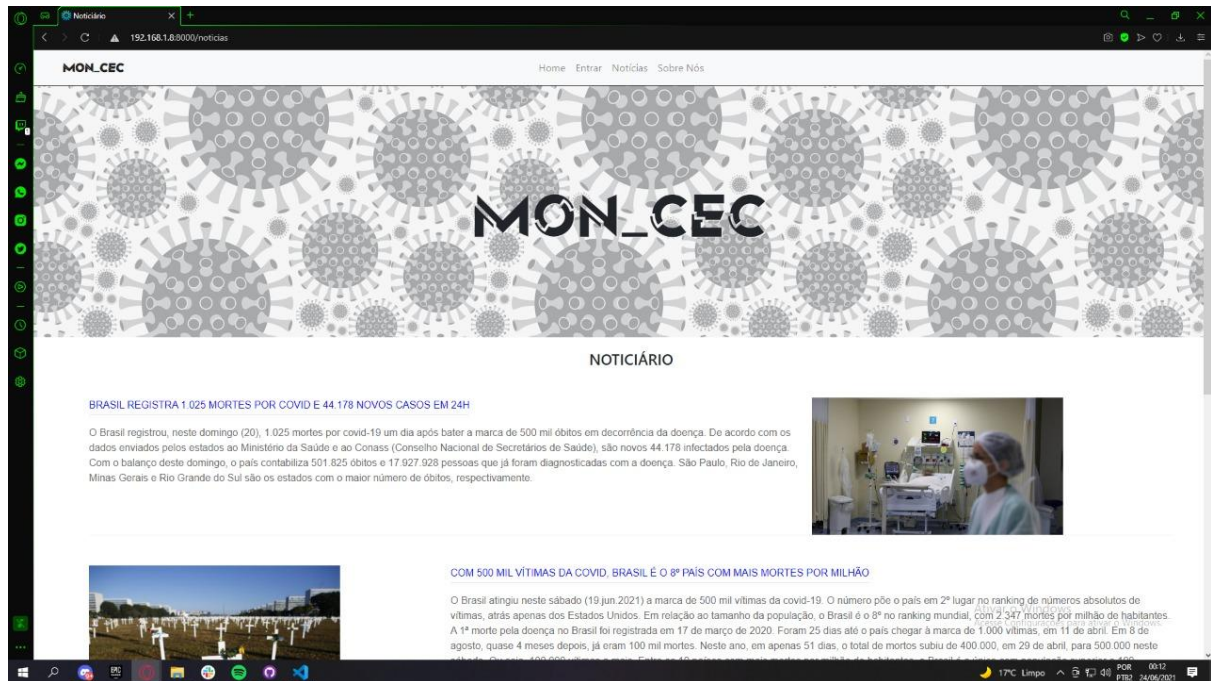 Noticiário
192.168.1.8:8000/noticias
MON_CEC
Home Entrar Notícias Sobre Nós
MON_CEC
NOTICIÁRIO
BRASIL REGISTRA 1.025 MORTES POR COVID E 44.178 NOVOS CASOS EM 24H
O Brasil registrou, neste domingo (20), 1.025 mortes por covid-19 um dia após bater a marca de 500 mil óbitos em decorrência da doença. De acordo com os
dados enviados pelos estados ao Ministério da Saúde e ao Conass (Conselho Nacional de Secretários de Saúde), são novos 44.178 infectados pela doença.
Com o balanço deste domingo, o país contabiliza 501.825 óbitos e 17.927.928 pessoas que já foram diagnosticadas com a doença. São Paulo, Rio de Janeiro,
Minas Gerais e Rio Grande do Sul são os estados com o maior número de óbitos, respectivamente.
COM 500 MIL VÍTIMAS DA COVID, BRASIL É O 8º PAÍS COM MAIS MORTES POR MILHÃO
O Brasil atingiu neste sábado (19.jun.2021) a marca de 500 mil vítimas da covid-19. O número põe o país em 2º lugar no ranking de números absolutos de
vítimas, atrás apenas dos Estados Unidos. Em relação ao tamanho da população, o Brasil é o 8º no ranking mundial, com 2.347 mortes por milhão de habitantes.
A 1ª morte pela doença no Brasil foi registrada em 17 de março de 2020. Foram 25 dias até o país chegar à marca de 1.000 vítimas, em 11 de abril. Em 8 de
agosto, quase 4 meses depois, já eram 100 mil mortes. Neste ano, em apenas 51 dias, o total de mortos subiu de 400.000, em 29 de abril, para 500.000 neste
Ativar o Windows
Acesse Configurações para ativar o Windows.
17°C Limpo
POR
PTB2
00:12
24/06/2021